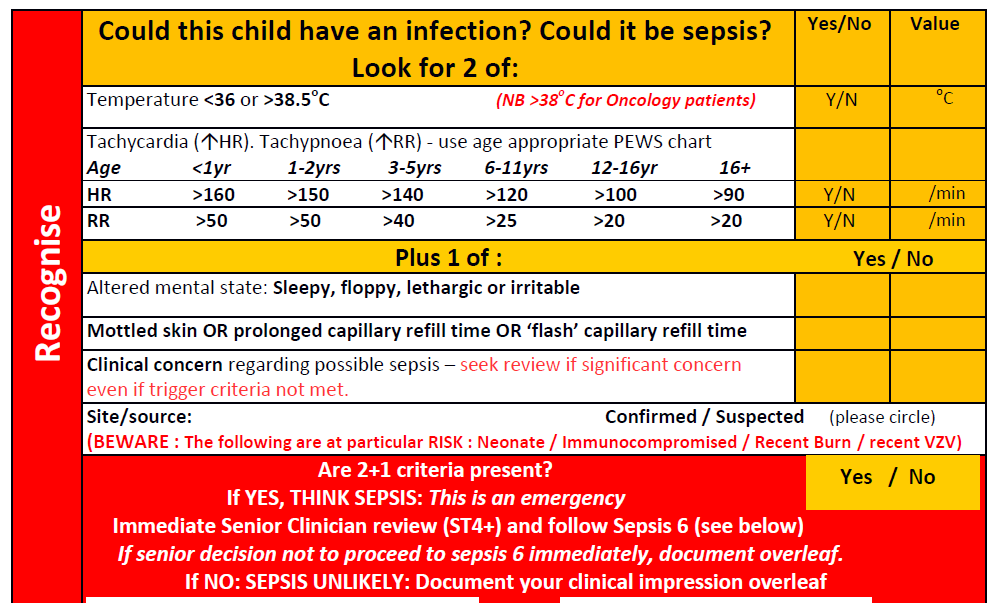 Recognise
Could this child have an infection? Could it be sepsis?
Look for 2 of:
Yes/No
Value
Temperature <36 or >38.5°C (NB >38°C for Oncology patients)
Y/N
°C
Tachycardia (↑HR). Tachypnoea (↑RR) - use age appropriate PEWS chart
Age <1yr 1-2yrs 3-5yrs 6-11yrs 12-16yr 16+
HR >160 >150 >140 >120 >100 >90 Y/N /min
RR >50 >50 >40 >25 >20 >20 Y/N /min
Plus 1 of : Yes / No
Altered mental state: Sleepy, floppy, lethargic or irritable
Mottled skin OR prolonged capillary refill time OR ‘flash’ capillary refill time
Clinical concern regarding possible sepsis – seek review if significant concern
even if trigger criteria not met.
Site/source: Confirmed / Suspected (please circle)
(BEWARE : The following are at particular RISK : Neonate / Immunocompromised / Recent Burn / recent VZV)
Are 2+1 criteria present? Yes / No
If YES, THINK SEPSIS: This is an emergency
Immediate Senior Clinician review (ST4+) and follow Sepsis 6 (see below)
If senior decision not to proceed to sepsis 6 immediately, document overleaf.
If NO: SEPSIS UNLIKELY: Document your clinical impression overleaf